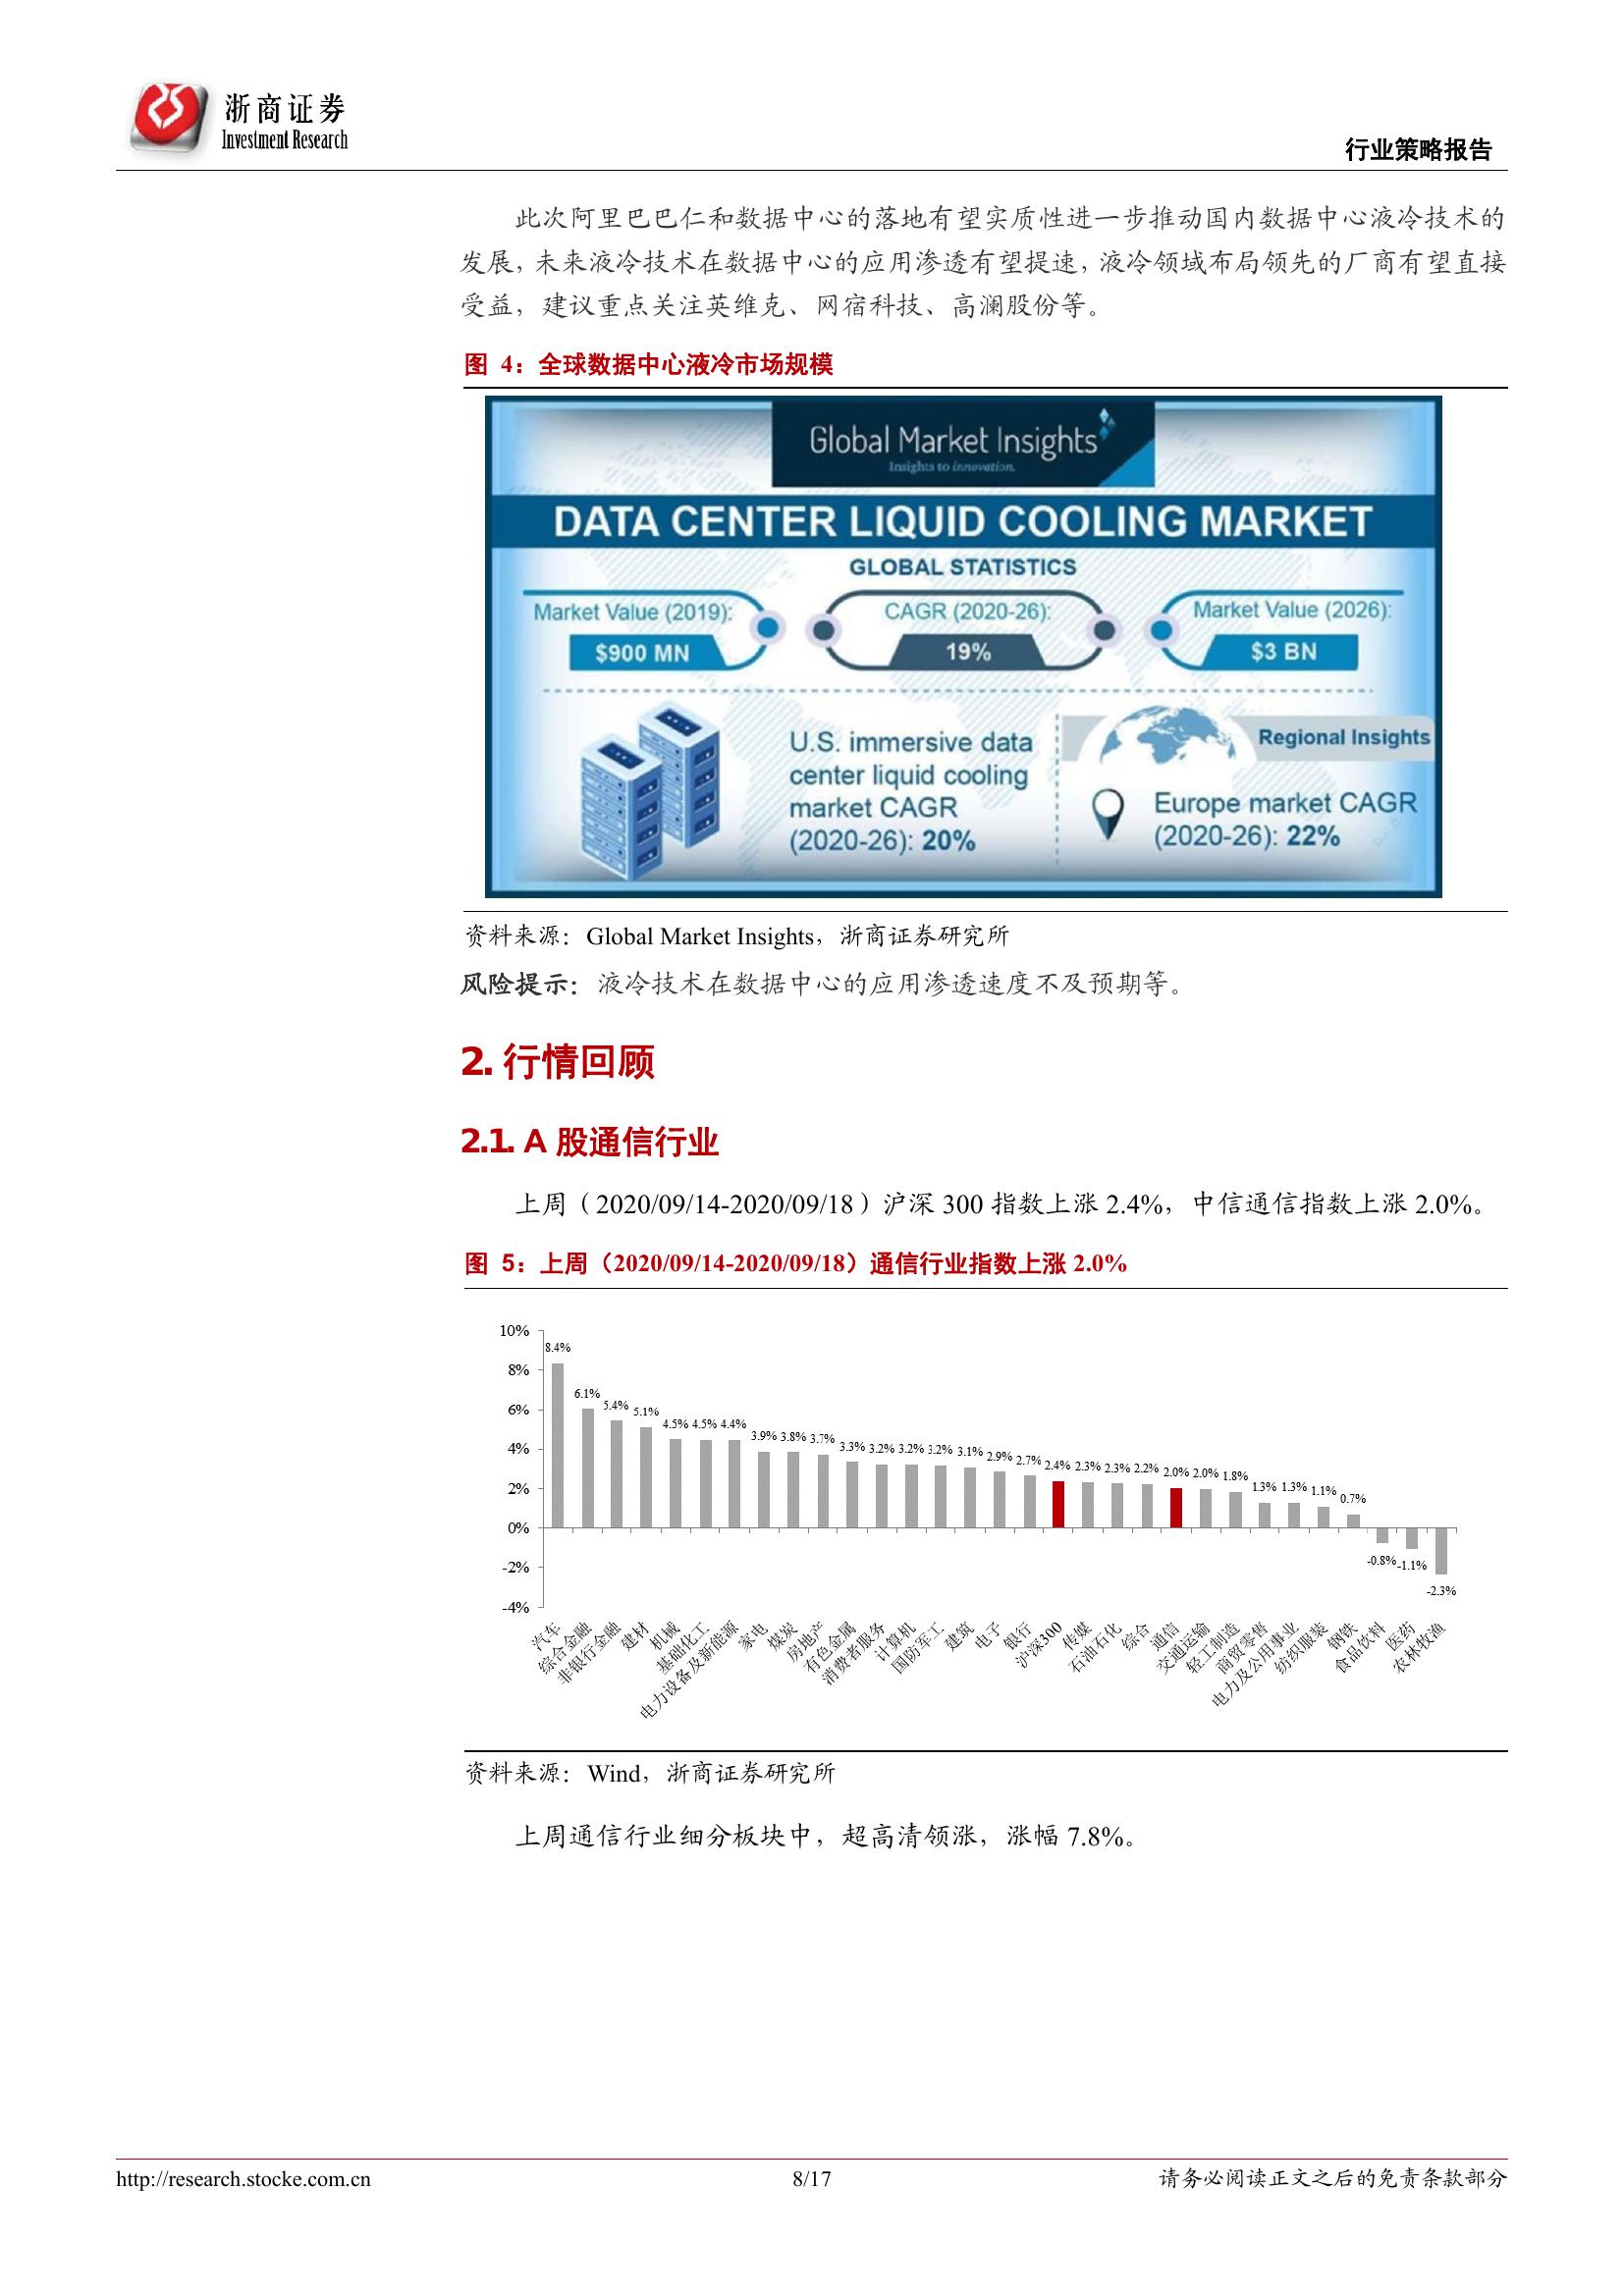 浙商证券
Investment Research
行业策略报告
此次阿里巴巴仁和数据中心的落地有望实质性进一步推动国内数据中心液冷技术的
发展，未来液冷技术在数据中心的应用渗透有望提速，液冷领域布局领先的厂商有望直接
受益，建议重点关注英维克、网宿科技、高澜股份等。
图 4：全球数据中心液冷市场规模
Global Market Insights
Insights to innovation.
DATA CENTER LIQUID COOLING MARKET
GLOBAL STATISTICS
Market Value (2019):
$900 MN
CAGR (2020-26):
19%
Market Value (2026):
$3 BN
U.S. immersive data
center liquid cooling
market CAGR
(2020-26): 20%
Regional Insights
Europe market CAGR
(2020-26): 22%
资料来源：Global Market Insights，浙商证券研究所
风险提示：液冷技术在数据中心的应用渗透速度不及预期等。
2. 行情回顾
2.1. A 股通信行业
上周（2020/09/14-2020/09/18）沪深 300 指数上涨 2.4%，中信通信指数上涨 2.0%。
图 5：上周（2020/09/14-2020/09/18）通信行业指数上涨 2.0%
10%
8%
6%
4%
2%
0%
-2%
-4%
8.4% 6.1% 5.4% 5.1% 4.5% 4.5% 4.4% 3.9% 3.8% 3.7% 3.3% 3.2% 3.2% 3.2% 3.1% 2.9% 2.7% 2.4% 2.3% 2.3% 2.2% 2.0% 2.0% 1.8% 1.3% 1.3% 1.1% 0.7% -0.8% -1.1% -2.3%
汽车 综合金融 非银行金融 建材 机械 基础化工 电力设备及新能源 家电 煤炭 房地产 有色金属 消费者服务 计算机 国防军工 建筑 电子 银行 沪深300 传媒 石油石化 综合 通信 交通运输 轻工制造 商贸零售 电力及公用事业 纺织服装 钢铁 食品饮料 医药 农林牧渔
资料来源：Wind，浙商证券研究所
上周通信行业细分板块中，超高清领涨，涨幅 7.8%。
http://research.stocke.com.cn
8/17
请务必阅读正文之后的免责条款部分